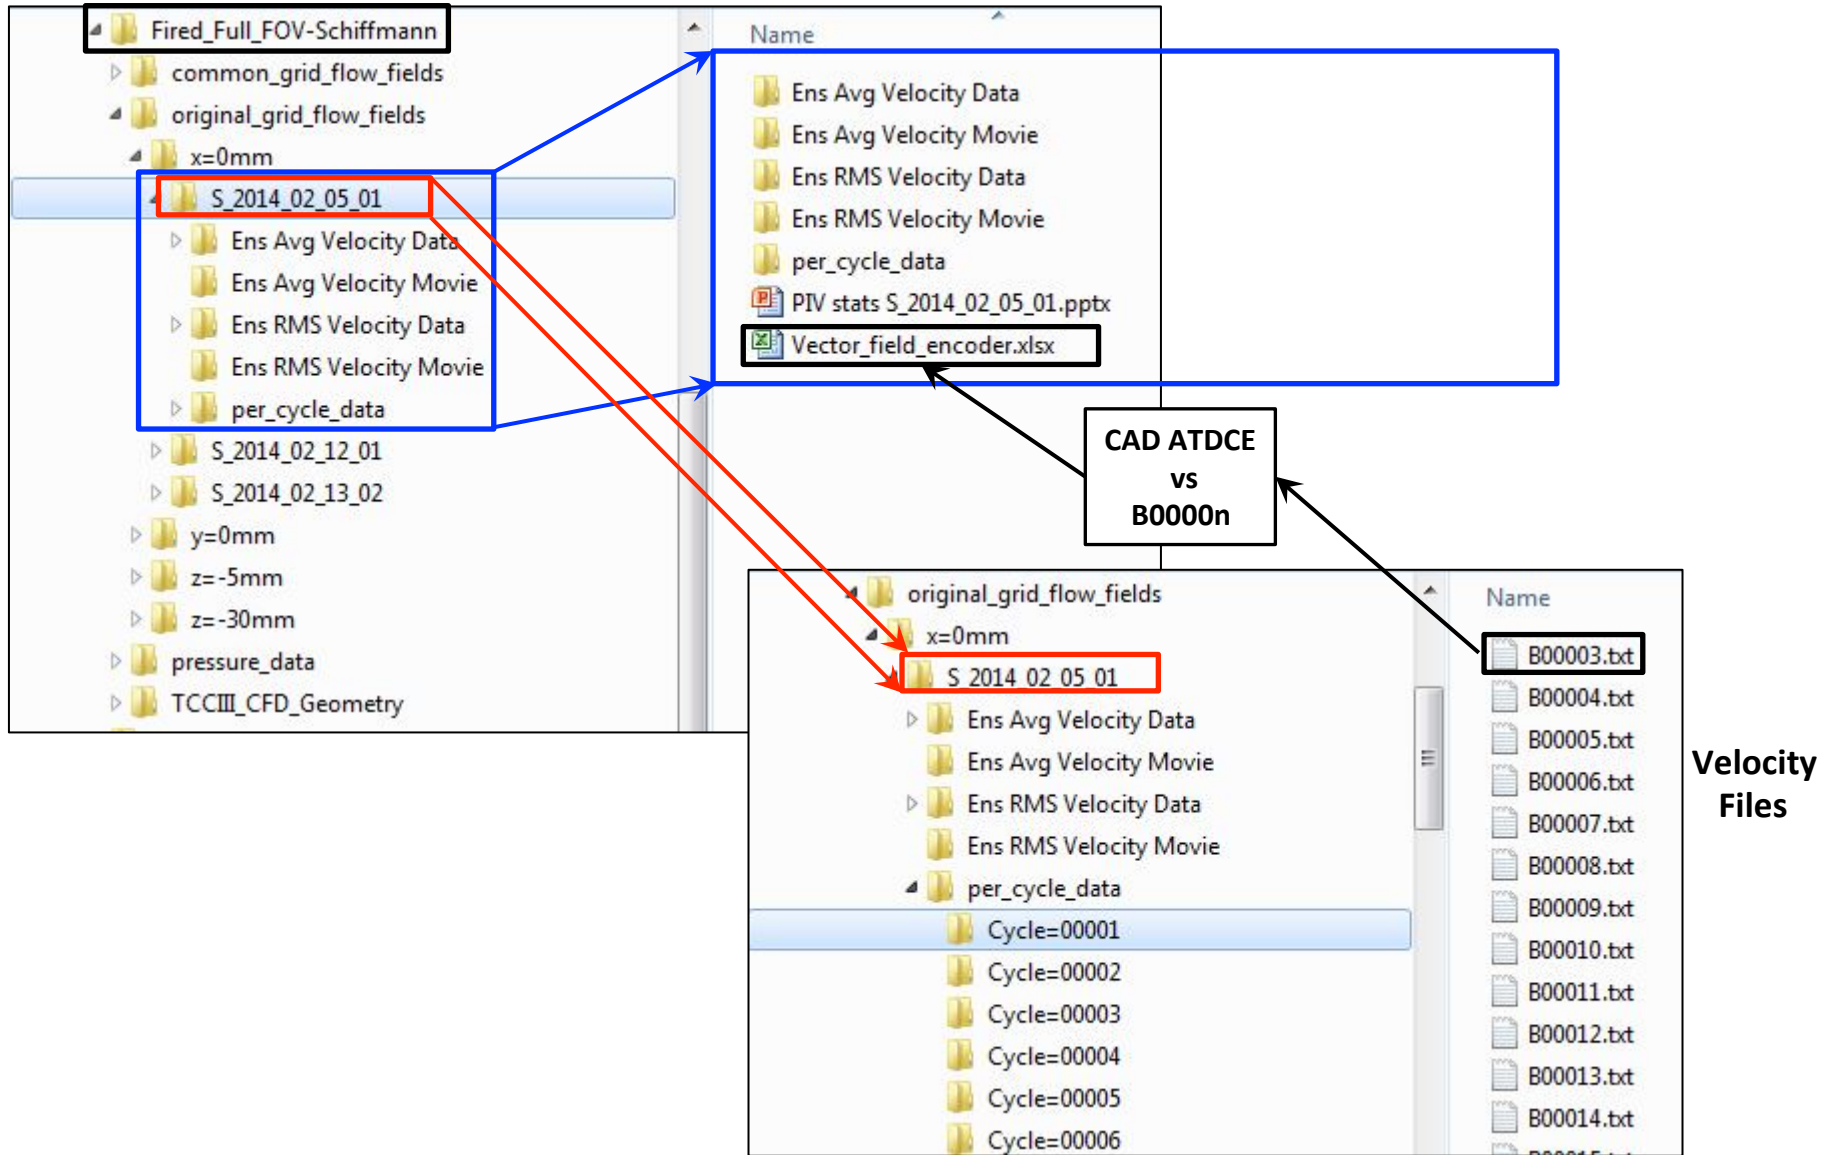 Fired_Full_FOV-Schiffmann
common_grid_flow_fields
original_grid_flow_fields
x=0mm
S_2014_02_05_01
Ens Avg Velocity Data
Ens Avg Velocity Movie
Ens RMS Velocity Data
Ens RMS Velocity Movie
per_cycle_data
S_2014_02_12_01
S_2014_02_13_02
y=0mm
z=-5mm
z=-30mm
pressure_data
TCCIII_CFD_Geometry
Name
Ens Avg Velocity Data
Ens Avg Velocity Movie
Ens RMS Velocity Data
Ens RMS Velocity Movie
per_cycle_data
PIV stats S_2014_02_05_01.pptx
Vector_field_encoder.xlsx
CAD ATDCE
vs
B0000n
original_grid_flow_fields
x=0mm
S_2014_02_05_01
Ens Avg Velocity Data
Ens Avg Velocity Movie
Ens RMS Velocity Data
Ens RMS Velocity Movie
per_cycle_data
Cycle=00001
Cycle=00002
Cycle=00003
Cycle=00004
Cycle=00005
Cycle=00006
Name
B00003.txt
B00004.txt
B00005.txt
B00006.txt
B00007.txt
B00008.txt
B00009.txt
B00010.txt
B00011.txt
B00012.txt
B00013.txt
B00014.txt
Velocity
Files